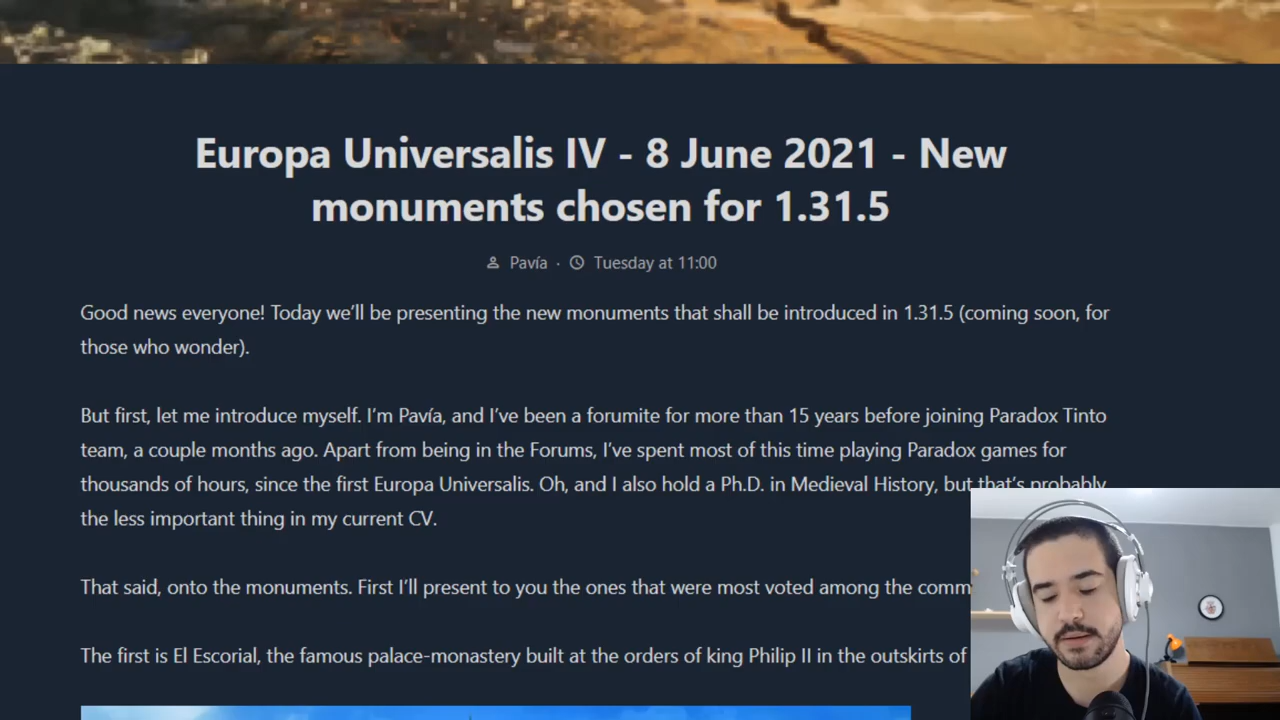 Europa Universalis IV - 8 June 2021 - New
monuments chosen for 1.31.5
Pavía · Tuesday at 11:00
Good news everyone! Today we'll be presenting the new monuments that shall be introduced in 1.31.5 (coming soon, for
those who wonder).
But first, let me introduce myself. I'm Pavía, and I've been a forumite for more than 15 years before joining Paradox Tinto
team, a couple months ago. Apart from being in the Forums, I've spent most of this time playing Paradox games for
thousands of hours, since the first Europa Universalis. Oh, and I also hold a Ph.D. in Medieval History, but that's probably
the less important thing in my current CV.
That said, onto the monuments. First I'll present to you the ones that were most voted among the comm
The first is El Escorial, the famous palace-monastery built at the orders of king Philip II in the outskirts of